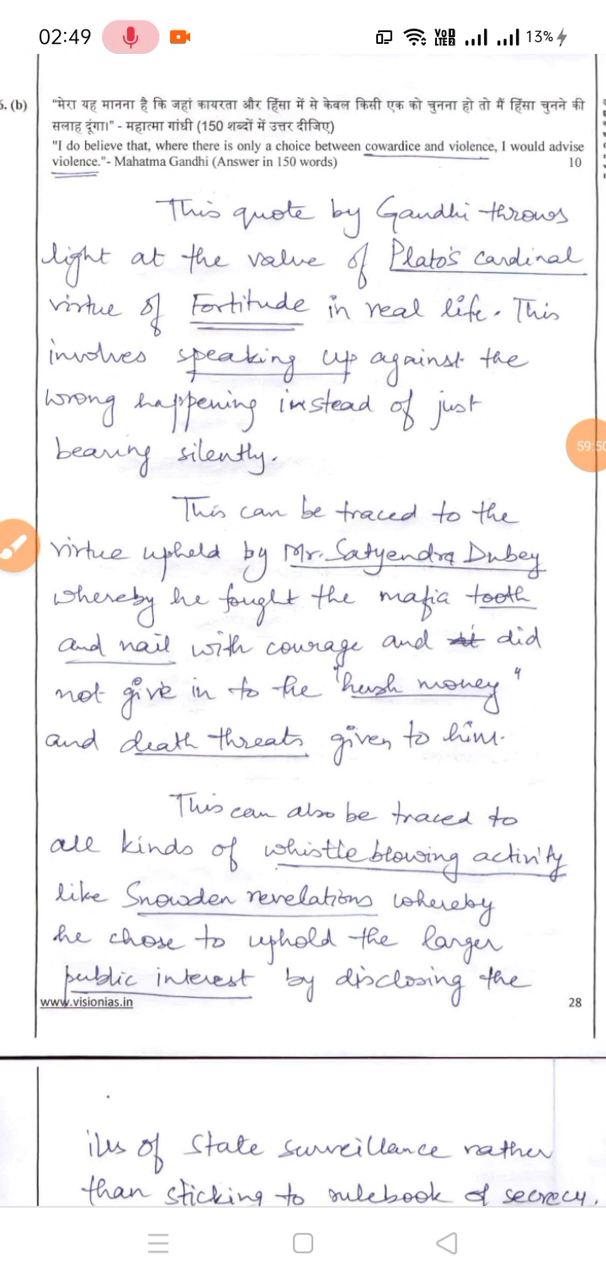 02:49
VoD
LTED
13%
5. (b)
"मेरा यह मानना है कि जहां कायरता और हिंसा में से केवल किसी एक को चुनना हो तो मैं हिंसा चुनने की
सलाह दूंगा।" - महात्मा गांधी (150 शब्दों में उत्तर दीजिए)
"I do believe that, where there is only a choice between cowardice and violence, I would advise
violence."- Mahatma Gandhi (Answer in 150 words) 10
This quote by Gandhi throws
light at the value of Plato's cardinal
virtue of Fortitude in real life. This
involves speaking up against the
wrong happening instead of just
bearing silently.
59:50
This can be traced to the
virtue upheld by Mr. Satyendra Dubey
whereby he fought the mafia tooth
and nail with courage and did
not give in to the "hush money"
and death threats given to him.
This can also be traced to
all kinds of whistle blowing activity
like Snowden revelations whereby
he chose to uphold the larger
public interest by disclosing the
www.visionias.in 28
ills of State surveillance rather
than sticking to rulebook of secrecy.